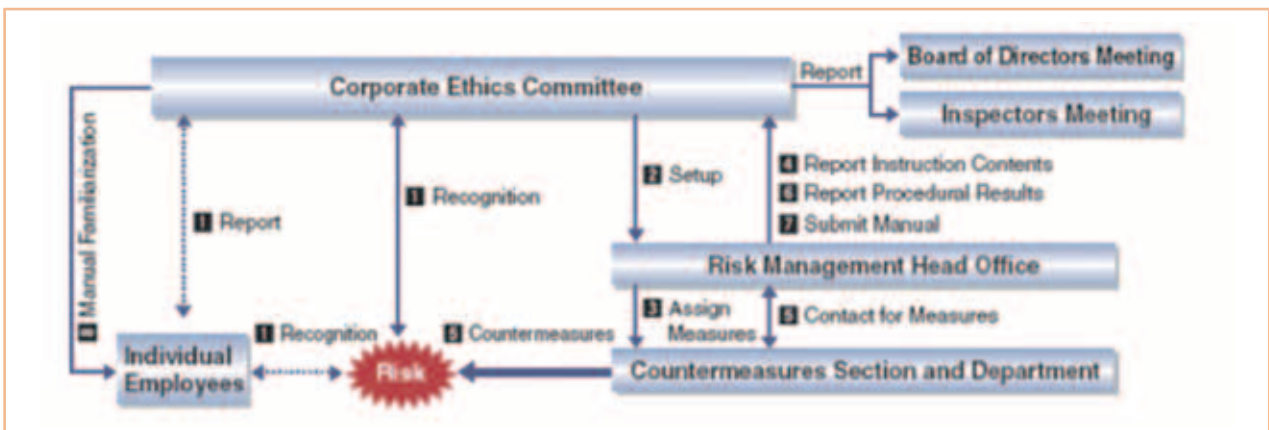 Board of Directors Meeting
Report
Corporate Ethics Committee
Inspectors Meeting
8 Manual Familiarization
1 Report
1 Recognition
2 Setup
4 Report Instruction Contents
6 Report Procedural Results
7 Submit Manual
Risk Management Head Office
3 Assign
Measures
5 Contact for Measures
1 Recognition
5 Countermeasures
Individual
Employees
Risk
Countermeasures Section and Department